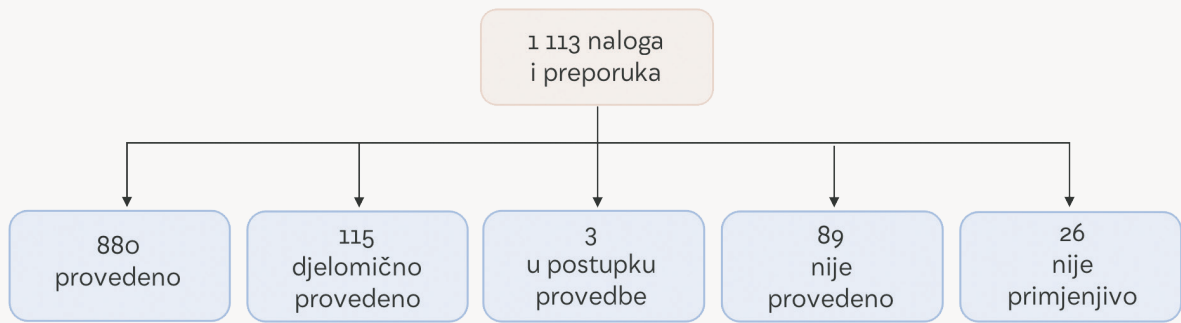 1 113 naloga
i preporuka
880
provedeno
115
djelomično
provedeno
3
u postupku
provedbe
89
nije
provedeno
26
nije
primjenjivo